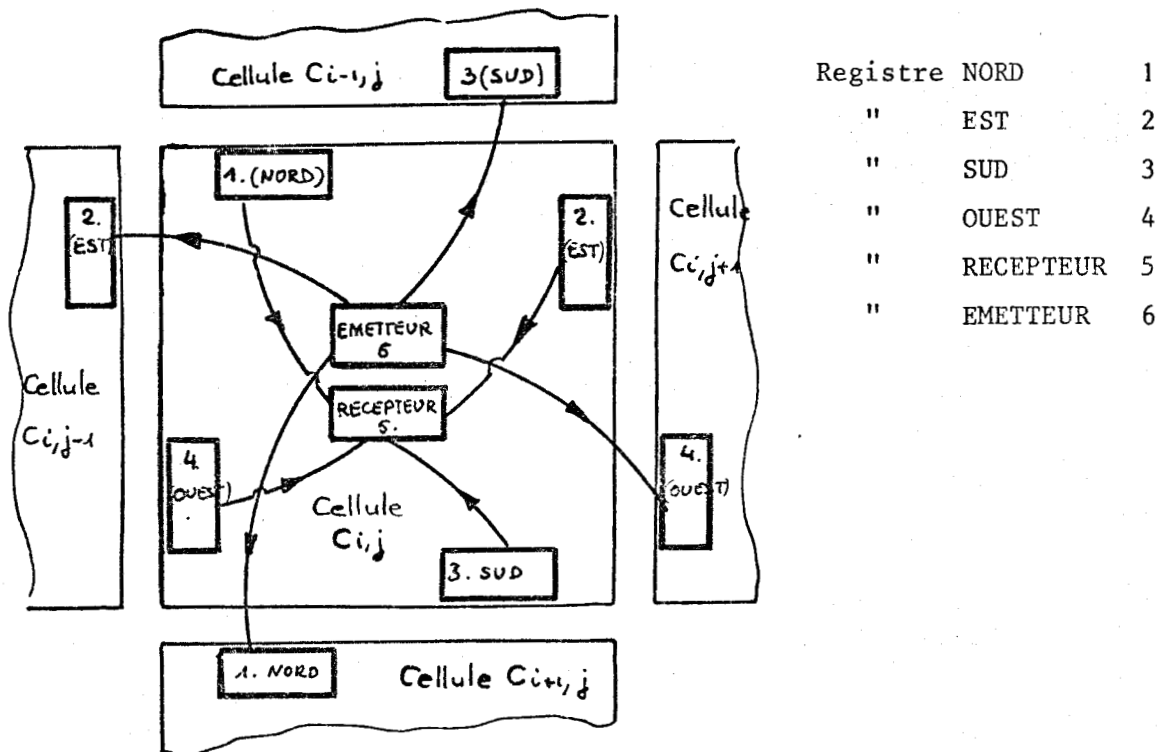 Cellule Ci-1,j
3(SUD)
1.(NORD)
2.
(EST)
2.
(EST)
Cellule
Ci,j+1
EMETTEUR
6
Cellule
Ci,j-1
RECEPTEUR
5.
4.
(OUEST)
4.
(OUEST)
Cellule
Ci,j
3. SUD
1. NORD
Cellule Ci+1,j
Registre NORD 1
" EST 2
" SUD 3
" OUEST 4
" RECEPTEUR 5
" EMETTEUR 6